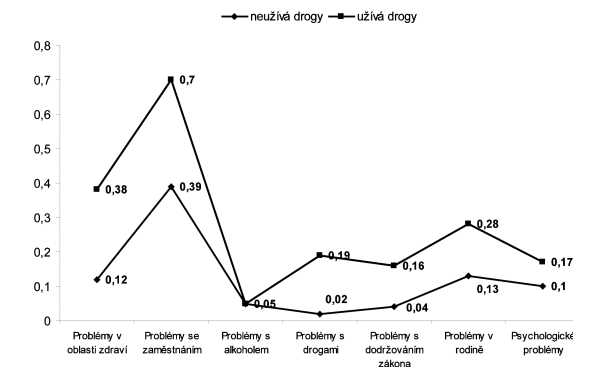 neužívá drogy užívá drogy
0,8
0,7
0,6
0,5
0,4
0,3
0,2
0,1
0
0,38
0,7
0,05
0,19
0,16
0,28
0,17
0,12
0,39
0,02
0,04
0,13
0,1
Problémy v
oblasti zdraví
Problémy se
zaměstnáním
Problémy s
alkoholem
Problémy s
drogami
Problémy s
dodržováním
zákona
Problémy v
rodině
Psychologické
problémy